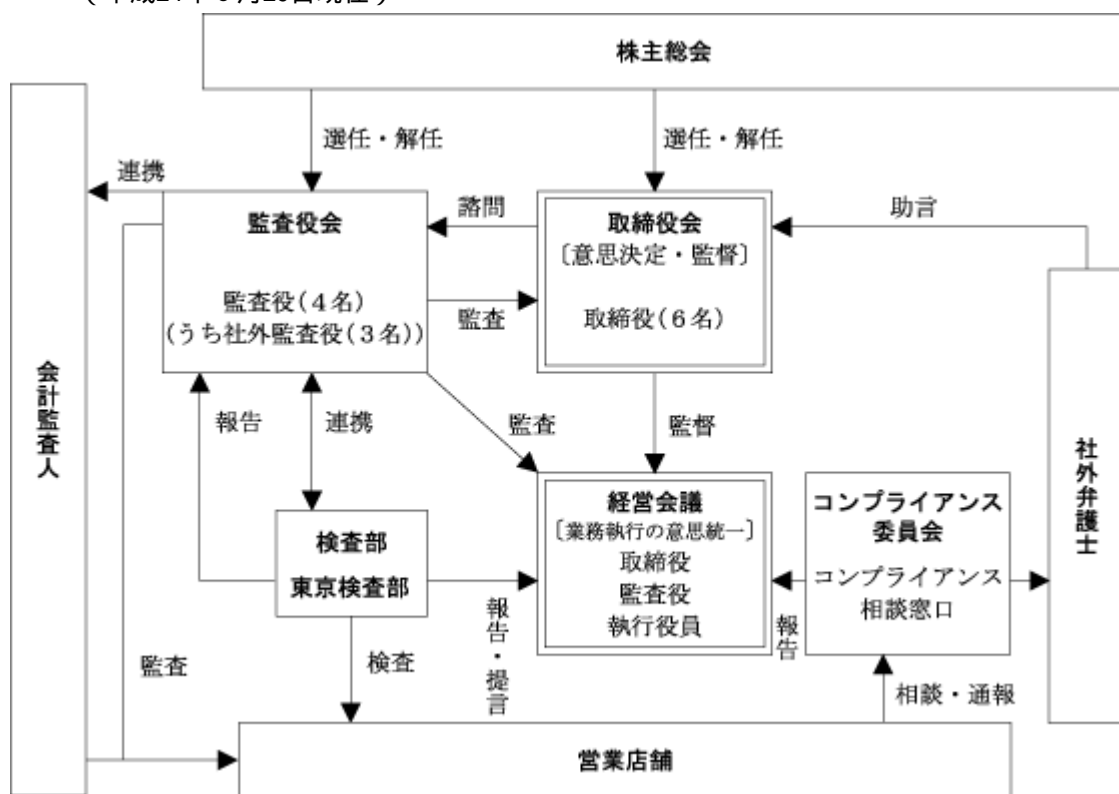 株主総会
選任・解任
選任・解任
連携
諮問
助言
監査役会
監査役(4名)
(うち社外監査役(3名))
取締役会
〔意思決定・監督〕
取締役(6名)
監査
会計監査人
社外弁護士
報告
連携
監査
監督
検査部
東京検査部
経営会議
〔業務執行の意思統一〕
取締役
監査役
執行役員
コンプライアンス
委員会
コンプライアンス
相談窓口
報告・提言
報告
監査
検査
相談・通報
営業店舗